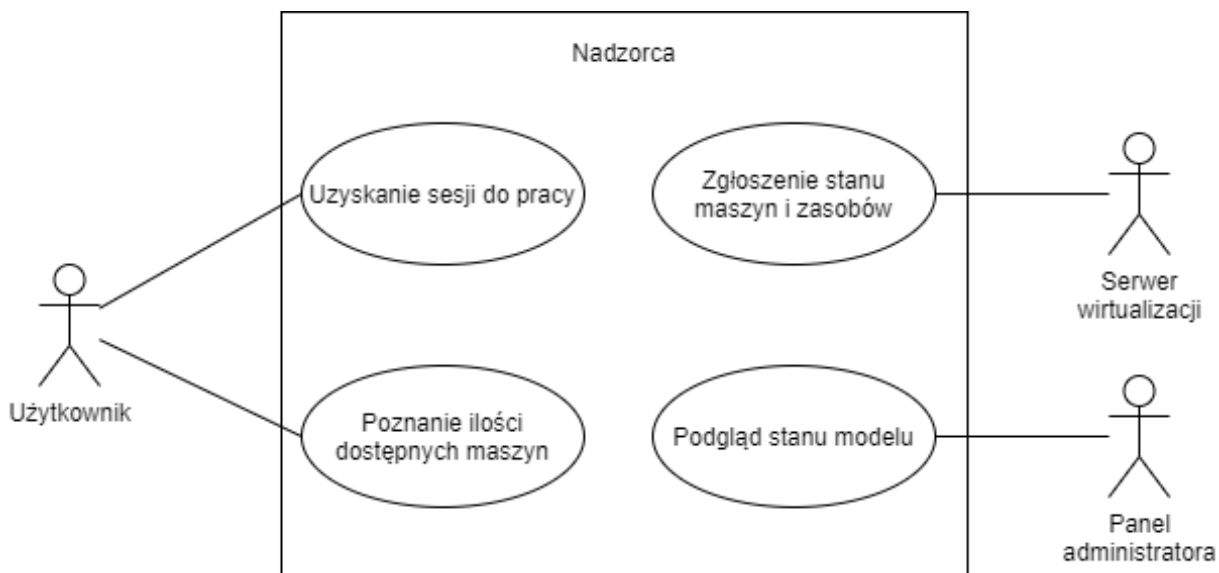 Nadzorca
Uzyskanie sesji do pracy
Zgłoszenie stanu
maszyn i zasobów
Serwer
wirtualizacji
Użytkownik
Poznanie ilości
dostępnych maszyn
Podgląd stanu modelu
Panel
administratora